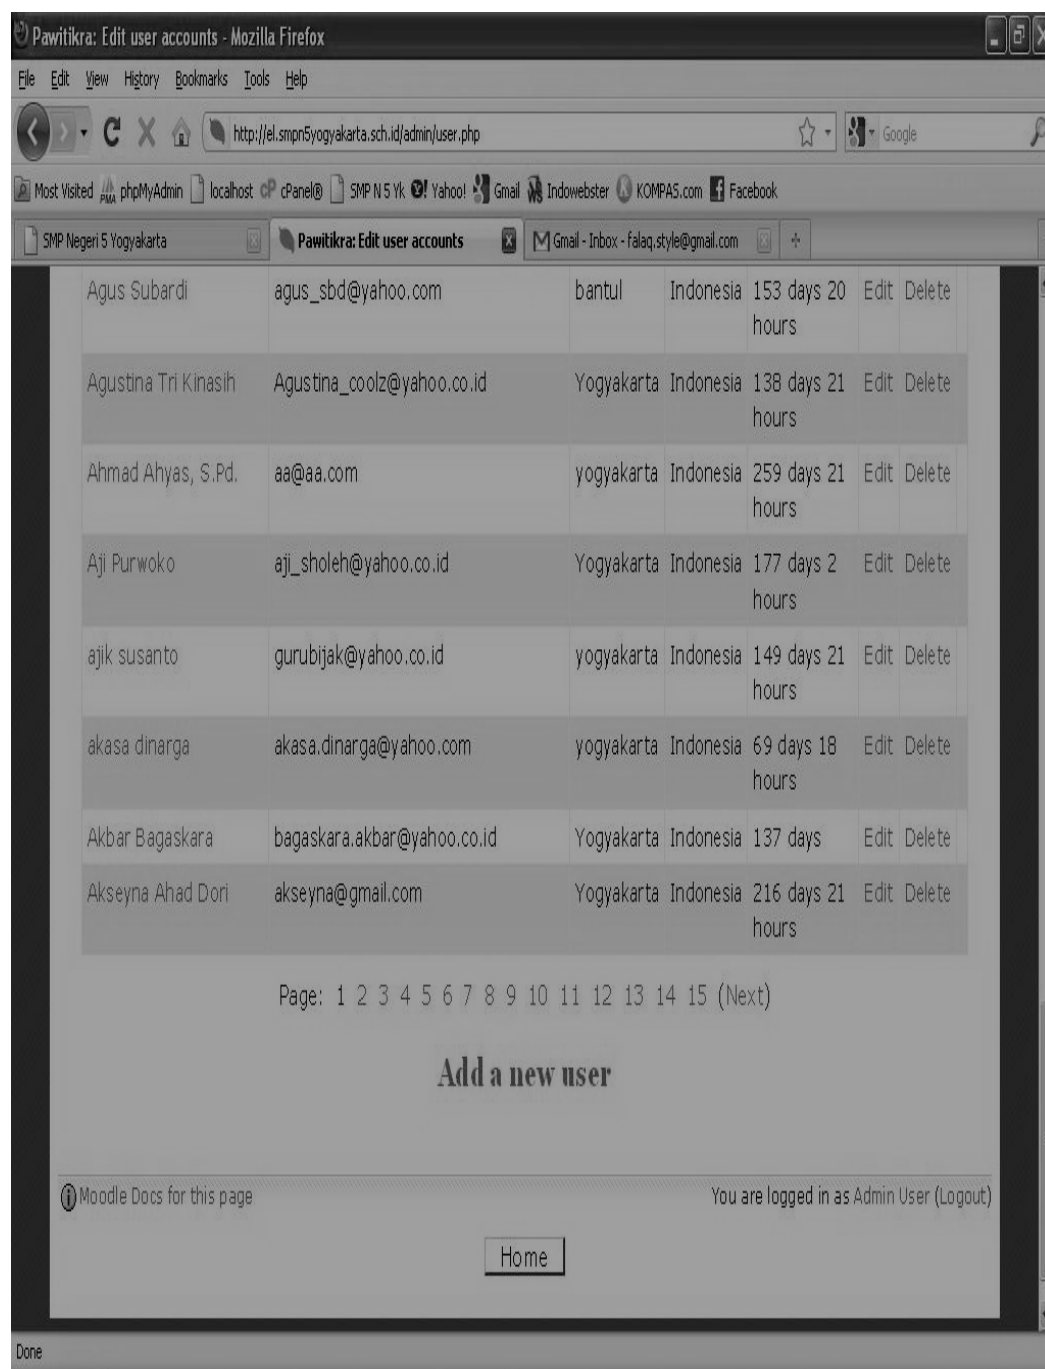 Pawitikra: Edit user accounts - Mozilla Firefox
File Edit View History Bookmarks Tools Help
http://el.smpn5yogyakarta.sch.id/admin/user.php Google
Most Visited phpMyAdmin localhost cPanel® SMP N 5 Yk Yahoo! Gmail Indowebster KOMPAS.com Facebook
SMP Negeri 5 Yogyakarta Pawitikra: Edit user accounts Gmail - Inbox - falaq.style@gmail.com
Agus Subardi agus_sbd@yahoo.com bantul Indonesia 153 days 20 Edit Delete
hours
Agustina Tri Kinasih Agustina_coolz@yahoo.co.id Yogyakarta Indonesia 138 days 21 Edit Delete
hours
Ahmad Ahyas, S.Pd. aa@aa.com yogyakarta Indonesia 259 days 21 Edit Delete
hours
Aji Purwoko aji_sholeh@yahoo.co.id Yogyakarta Indonesia 177 days 2 Edit Delete
hours
ajik susanto gurubijak@yahoo.co.id yogyakarta Indonesia 149 days 21 Edit Delete
hours
akasa dinarga akasa.dinarga@yahoo.com yogyakarta Indonesia 69 days 18 Edit Delete
hours
Akbar Bagaskara bagaskara.akbar@yahoo.co.id Yogyakarta Indonesia 137 days Edit Delete
Akseyna Ahad Dori akseyna@gmail.com Yogyakarta Indonesia 216 days 21 Edit Delete
hours
Page: 1 2 3 4 5 6 7 8 9 10 11 12 13 14 15 (Next)
Add a new user
Moodle Docs for this page You are logged in as Admin User (Logout)
Home
Done